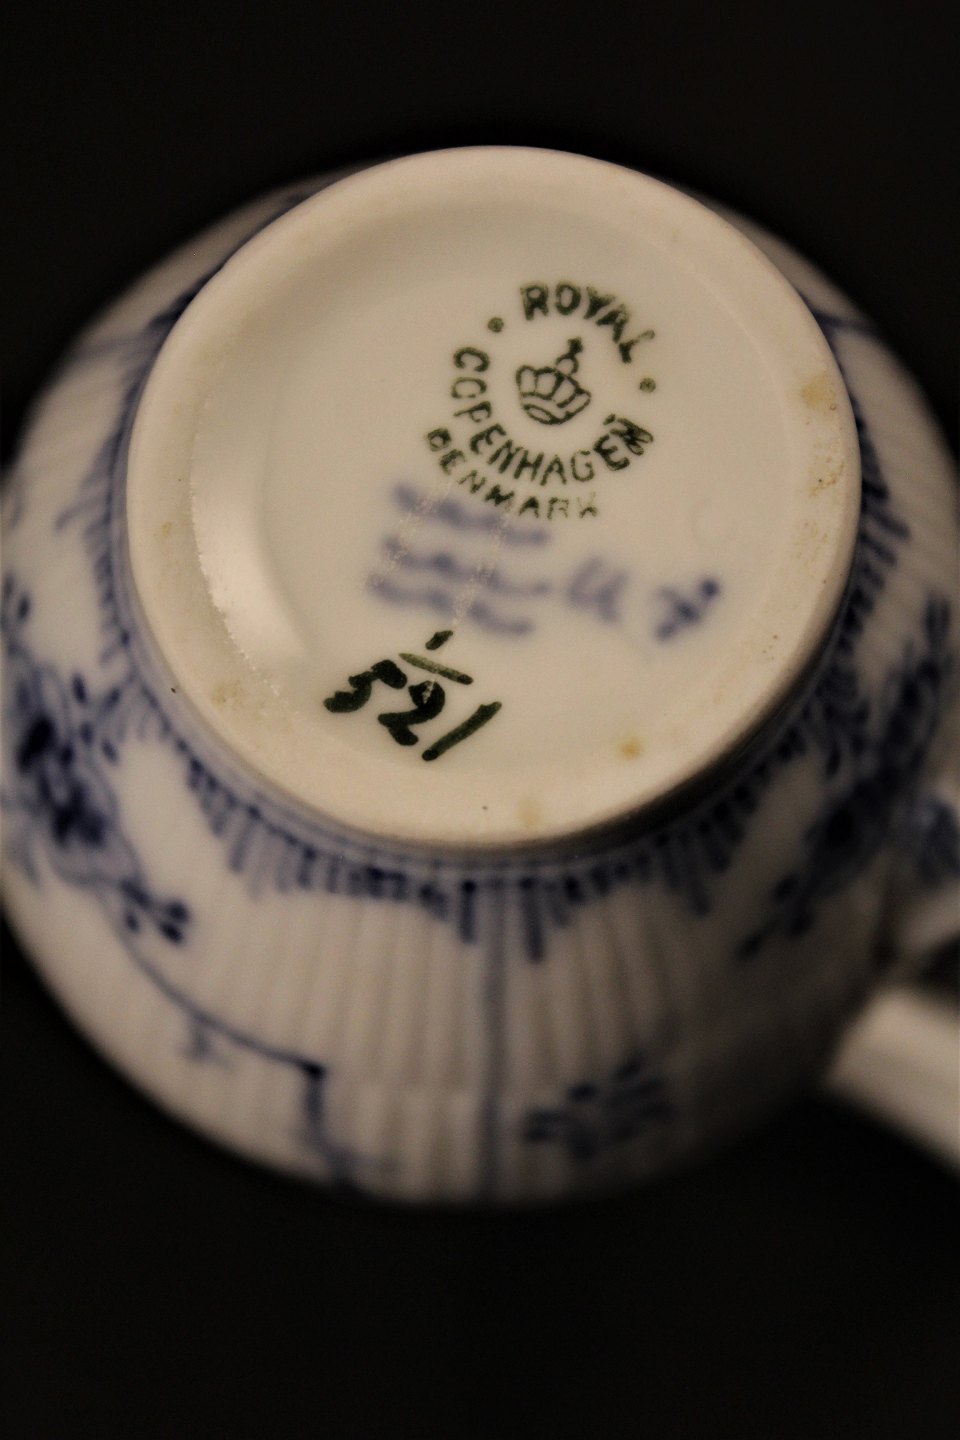 ROYAL
COPENHAGEN
DENMARK
1
521